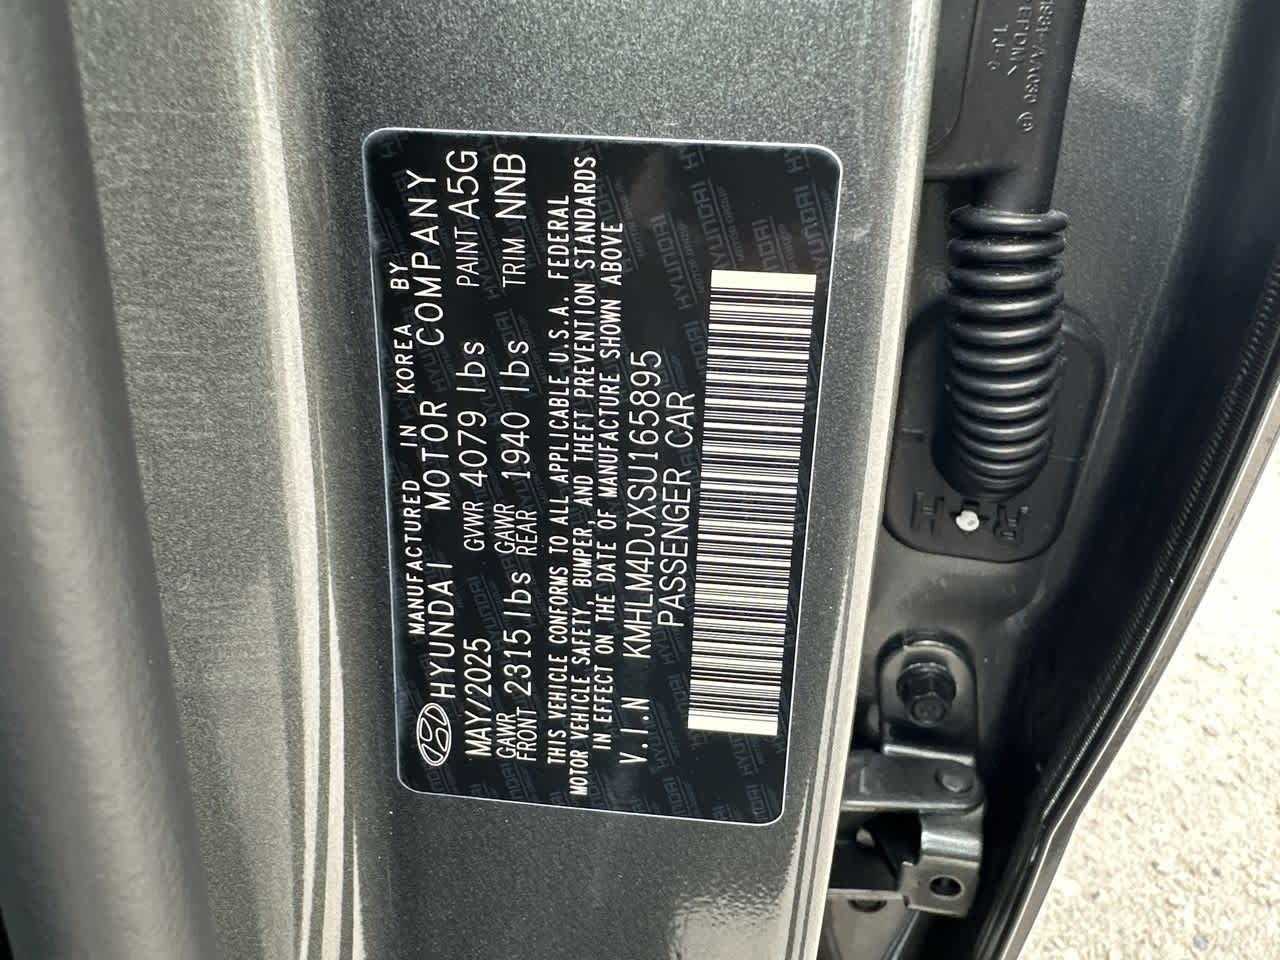 MANUFACTURED IN KOREA BY
HYUNDAI MOTOR COMPANY
MAY/2025 GVWR 4079 lbs PAINT A5G
GAWR FRONT 2315 lbs GAWR REAR 1940 lbs TRIM NNB
THIS VEHICLE CONFORMS TO ALL APPLICABLE U.S.A. FEDERAL
MOTOR VEHICLE SAFETY, BUMPER, AND THEFT PREVENTION STANDARDS
IN EFFECT ON THE DATE OF MANUFACTURE SHOWN ABOVE
V.I.N KMHLM4DJXSU165895
PASSENGER CAR
HYUNDAI
RH